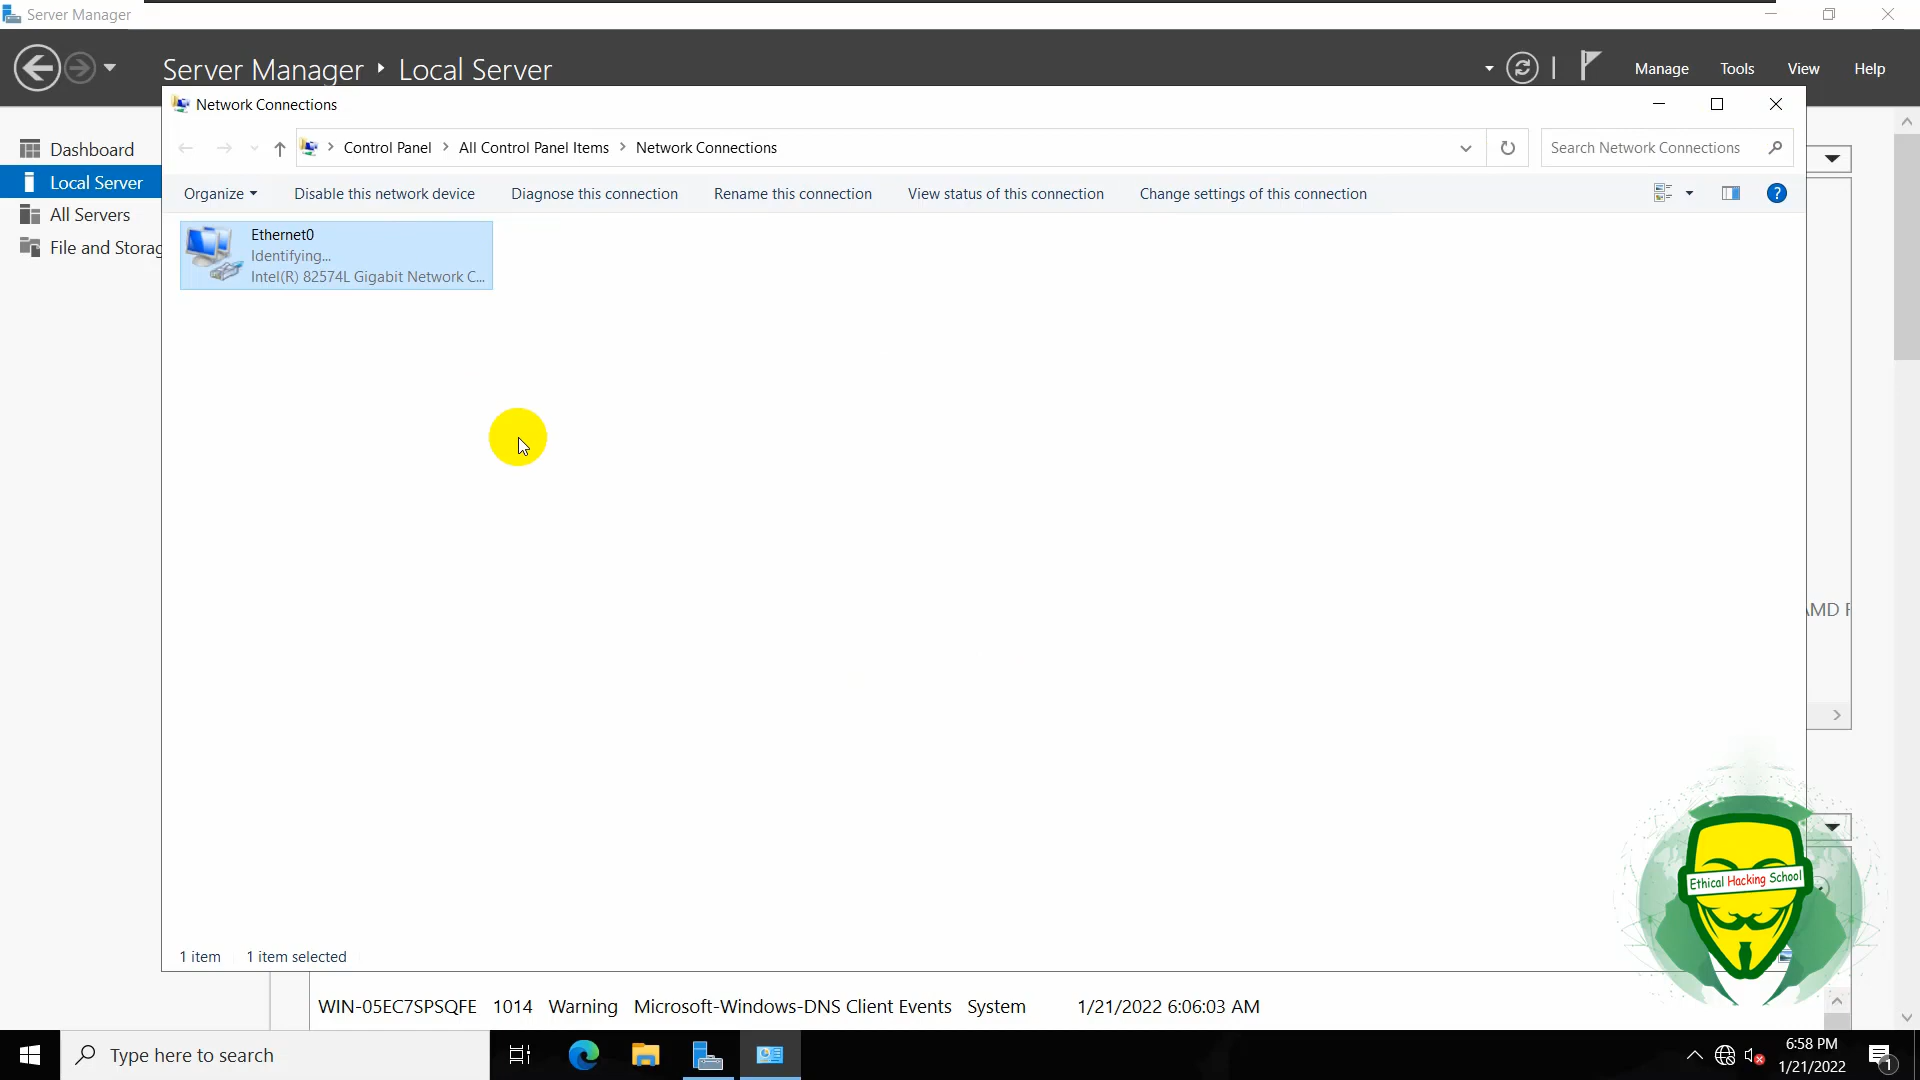 Server Manager
Server Manager ‣ Local Server
Manage Tools View Help
Network Connections
Control Panel > All Control Panel Items > Network Connections
Search Network Connections
Organize
Disable this network device
Diagnose this connection
Rename this connection
View status of this connection
Change settings of this connection
Dashboard
Local Server
All Servers
File and Storag
Ethernet0
Identifying...
Intel(R) 82574L Gigabit Network C...
AMD
Ethical Hacking School
1 item 1 item selected
WIN-05EC7SPSQFE 1014 Warning Microsoft-Windows-DNS Client Events System 1/21/2022 6:06:03 AM
Type here to search
6:58 PM
1/21/2022
1